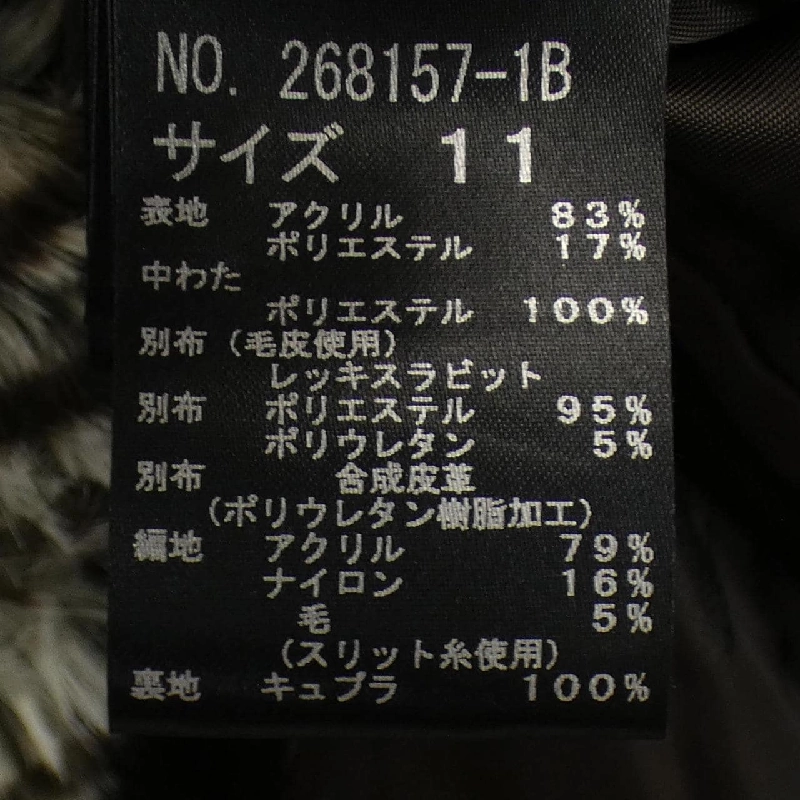 NO. 268157-1B
サイズ 11
表地 アクリル 83%
ポリエステル 17%
中わた
ポリエステル 100%
別布 (毛皮使用)
レッキスラビット
別布 ポリエステル 95%
ポリウレタン 5%
別布 合成皮革
(ポリウレタン樹脂加工)
編地 アクリル 79%
ナイロン 16%
毛 5%
(スリット糸使用)
裏地 キュプラ 100%